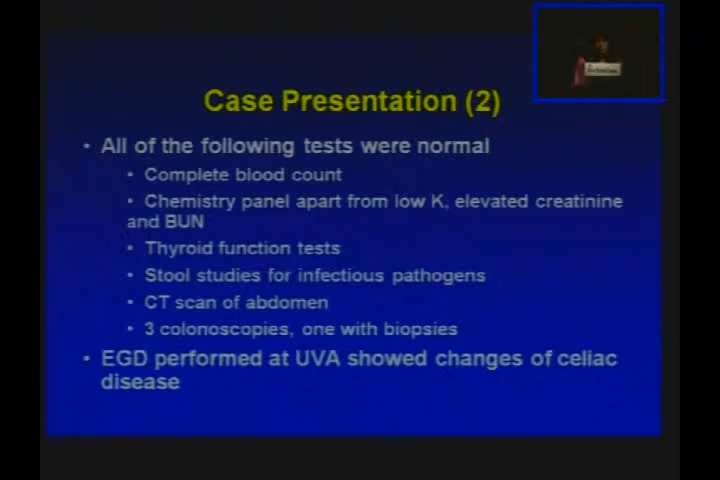 Case Presentation (2)
• All of the following tests were normal
• Complete blood count
• Chemistry panel apart from low K, elevated creatinine
and BUN
• Thyroid function tests
• Stool studies for infectious pathogens
• CT scan of abdomen
• 3 colonoscopies, one with biopsies
• EGD performed at UVA showed changes of celiac
disease